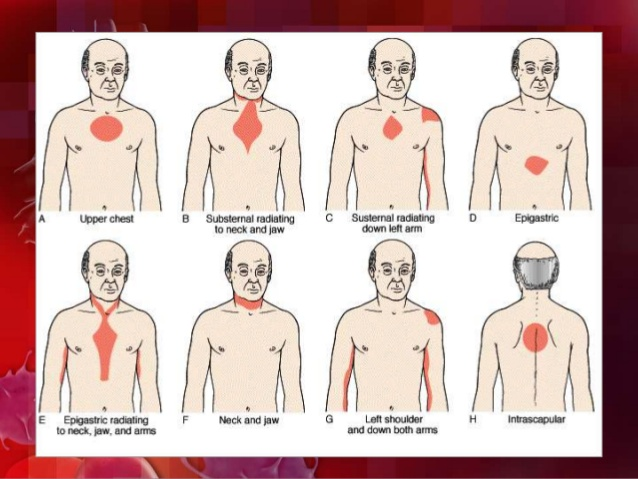 A Upper chest
B Substernal radiating
to neck and jaw
C Susternal radiating
down left arm
D Epigastric
E Epigastric radiating
to neck, jaw, and arms
F Neck and jaw
G Left shoulder
and down both arms
H Intrascapular